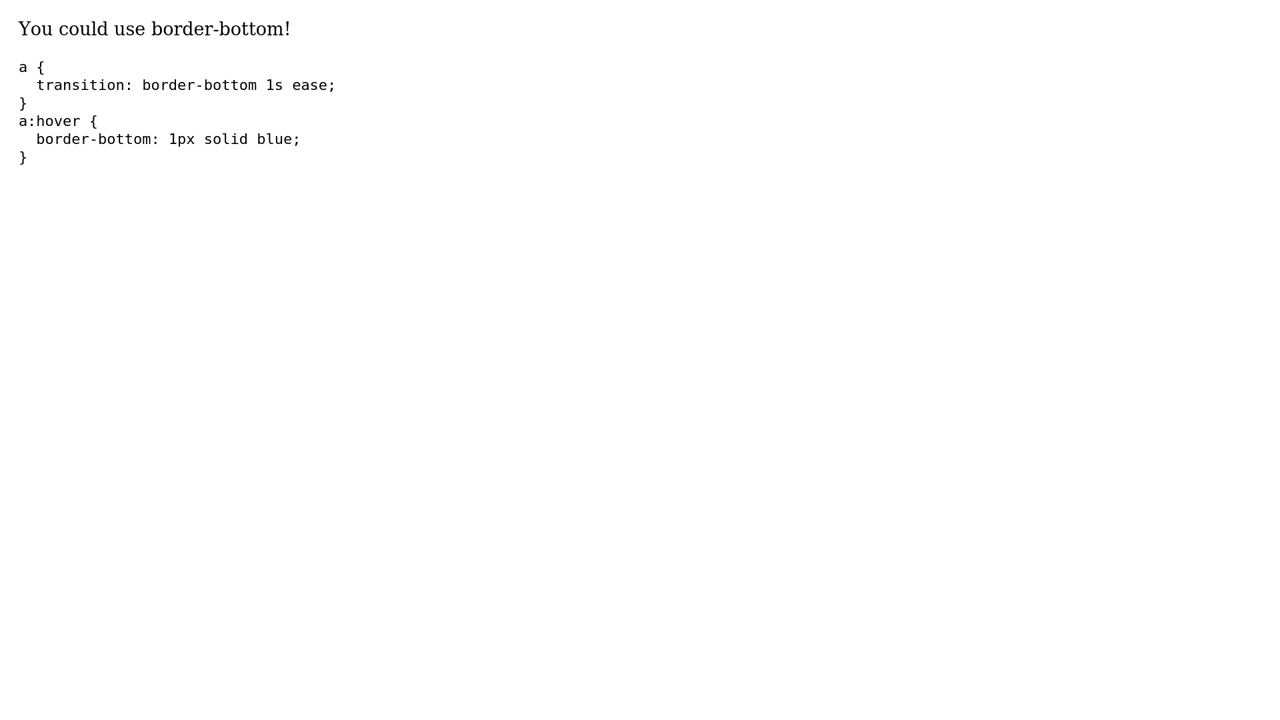 You could use border-bottom!
a {
  transition: border-bottom 1s ease;
}
a:hover {
  border-bottom: 1px solid blue;
}